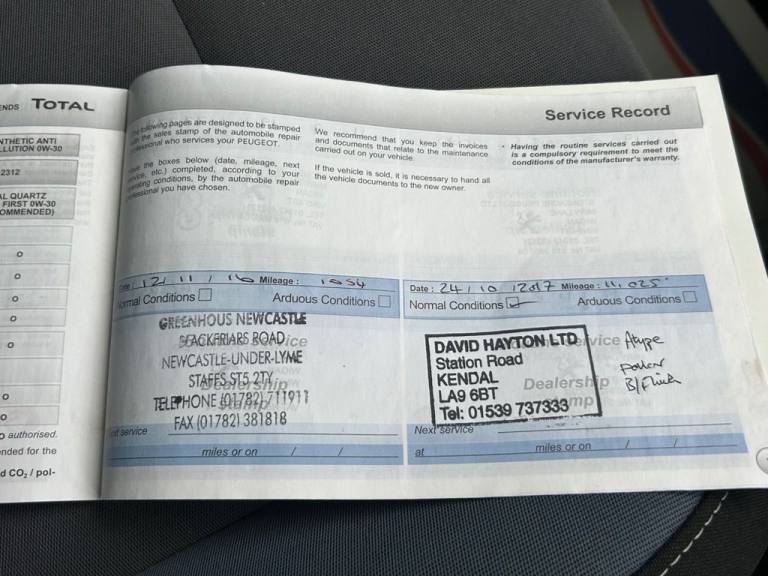 ENDS TOTAL
NTHETIC ANTI
LLUTION 0W-30
2312
AL QUARTZ
FIRST 0W-30
OMMENDED)
o authorised.
ended for the
d CO₂ / pol-
Service Record
following pages are designed to be stamped
the sales stamp of the automobile repair
who services your PEUGEOT.
the boxes below (date, mileage, next
etc.) completed, according to your
conditions, by the automobile repair
you have chosen.
We recommend that you keep the invoices
and documents that relate to the maintenance
carried out on your vehicle.
If the vehicle is sold, it is necessary to hand all
the vehicle documents to the new owner.
• Having the routine services carried out
is a compulsory requirement to meet the
conditions of the manufacturer's warranty.
12/ 11 / 16 Mileage :
Conditions Arduous Conditions
GREENHOUS NEWCASTLE
BLACKFRIARS ROAD
NEWCASTLE-UNDER-LYME
STAFFS ST5 2TY
TELEPHONE (01782) 711911
FAX (01782) 381818
Dealership
service
miles or on / /
Date : 24 / 10 / 2017 Mileage : 11,025
Normal Conditions Arduous Conditions
DAVID HAYTON LTD
Station Road
KENDAL
LA9 6BT
Tel: 01539 737333
Dealership
pollen
Next service
at miles or on / /